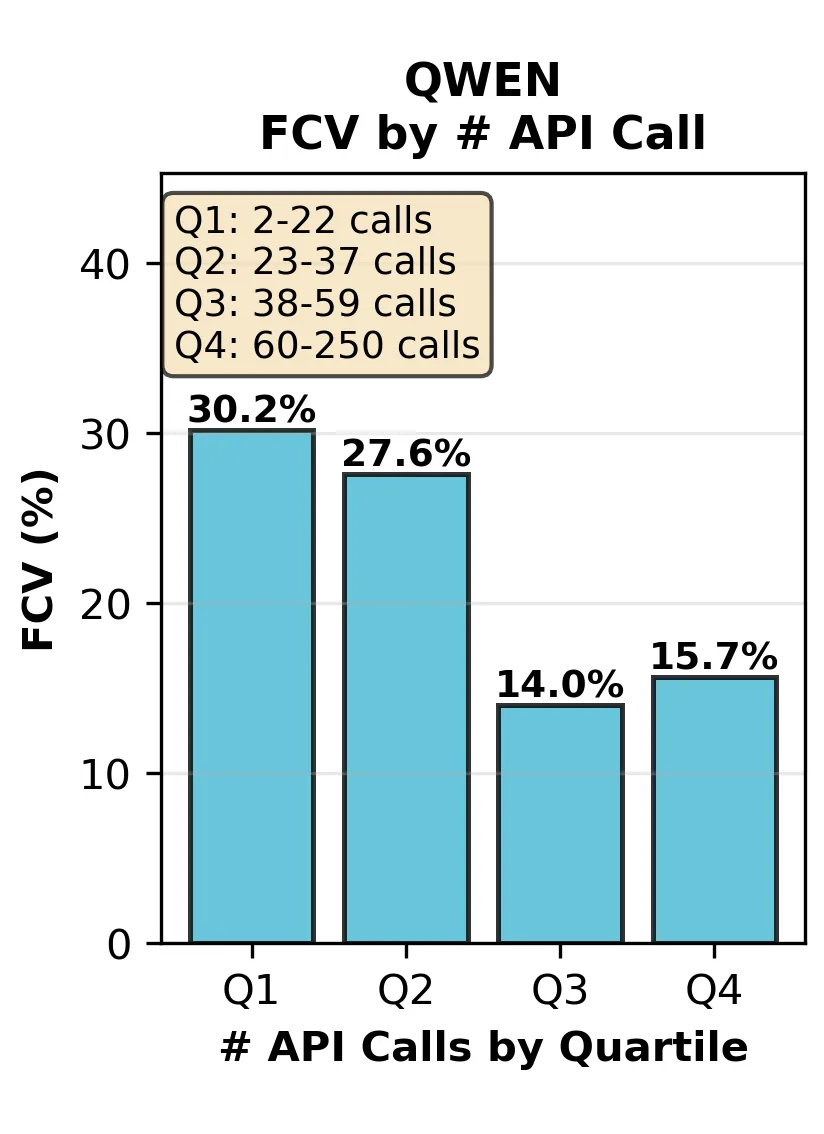 QWEN
FCV by # API Call
Q1: 2-22 calls
Q2: 23-37 calls
Q3: 38-59 calls
Q4: 60-250 calls
40
30
20
10
0
FCV (%)
30.2%
27.6%
14.0%
15.7%
Q1
Q2
Q3
Q4
# API Calls by Quartile